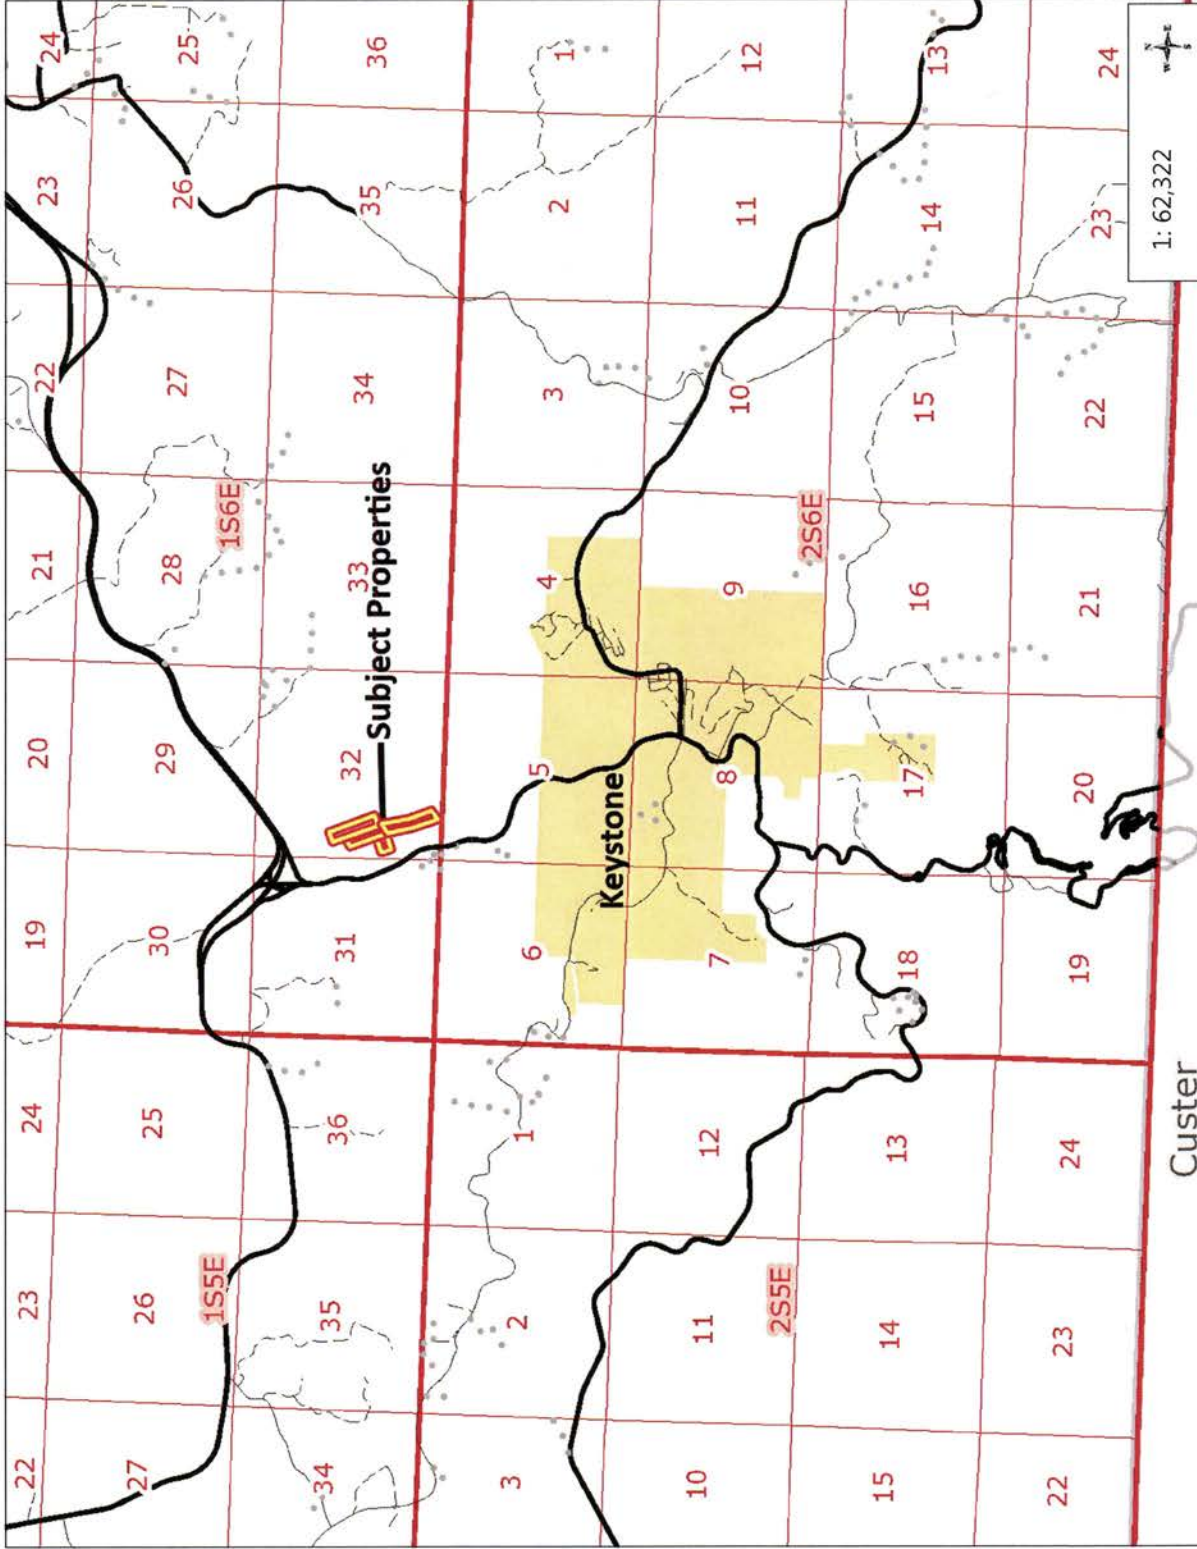 22 23 24 19 20 21 22 23 24
27 26 25 30 29 28 27 26 25
1S5E 1S6E
34 35 36 31 32 33 34 35 36
Subject Properties
3 2 1 6 5 4 3 2 1
Keystone
10 11 12 7 8 9 10 11 12
2S5E 2S6E
15 14 13 18 17 16 15 14 13
22 23 24 19 20 21 22 23 24
1: 62,322
N
W E
S
Custer